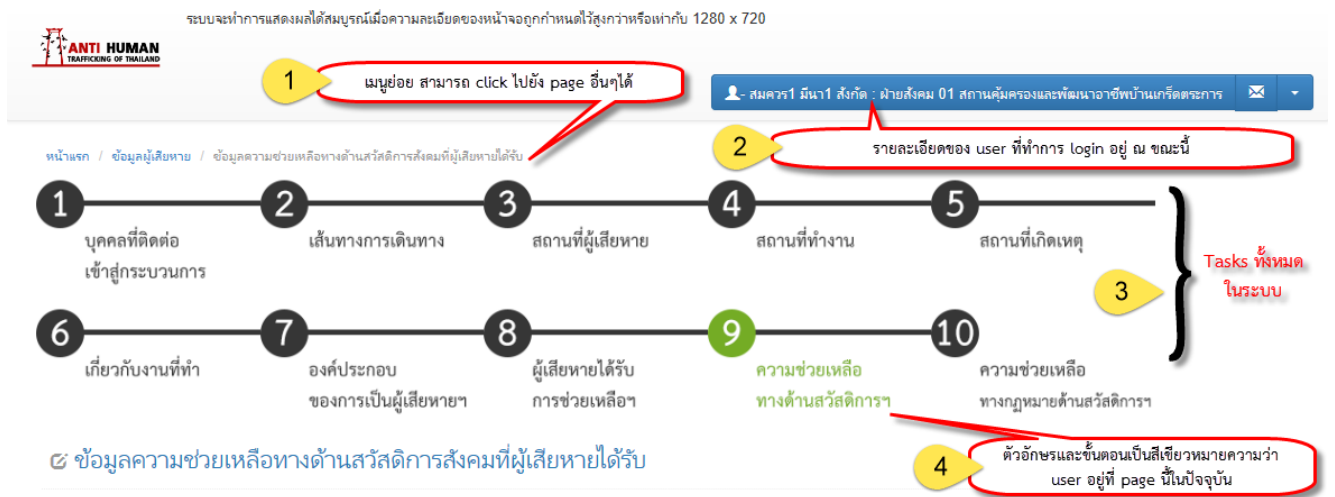 ระบบจะทำการแสดงผลได้สมบูรณ์เมื่อความละเอียดของหน้าจอถูกกำหนดไว้สูงกว่าหรือเท่ากับ 1280 x 720
ANTI HUMAN
TRAFFICKING OF THAILAND
1
เมนูย่อย สามารถ click ไปยัง page อื่นๆได้
- สมควร1 มีนา1 สังกัด : ฝ่ายสังคม 01 สถานคุ้มครองและพัฒนาอาชีพบ้านเกร็ดตระการ
2
รายละเอียดของ user ที่ทำการ login อยู่ ณ ขณะนี้
หน้าแรก / ข้อมูลผู้เสียหาย / ข้อมูลความช่วยเหลือทางด้านสวัสดิการสังคมที่ผู้เสียหายได้รับ
1
2
3
4
5
บุคคลที่ติดต่อ
เข้าสู่กระบวนการ
เส้นทางการเดินทาง
สถานที่ผู้เสียหาย
สถานที่ทำงาน
สถานที่เกิดเหตุ
3
Tasks ทั้งหมด
ในระบบ
6
7
8
9
10
เกี่ยวกับงานที่ทำ
องค์ประกอบ
ของการเป็นผู้เสียหายฯ
ผู้เสียหายได้รับ
การช่วยเหลือฯ
ความช่วยเหลือ
ทางด้านสวัสดิการฯ
ความช่วยเหลือ
ทางกฏหมายด้านสวัสดิการฯ
ข้อมูลความช่วยเหลือทางด้านสวัสดิการสังคมที่ผู้เสียหายได้รับ
4
ตัวอักษรและขั้นตอนเป็นสีเขียวหมายความว่า
user อยู่ที่ page นี้ในปัจจุบัน